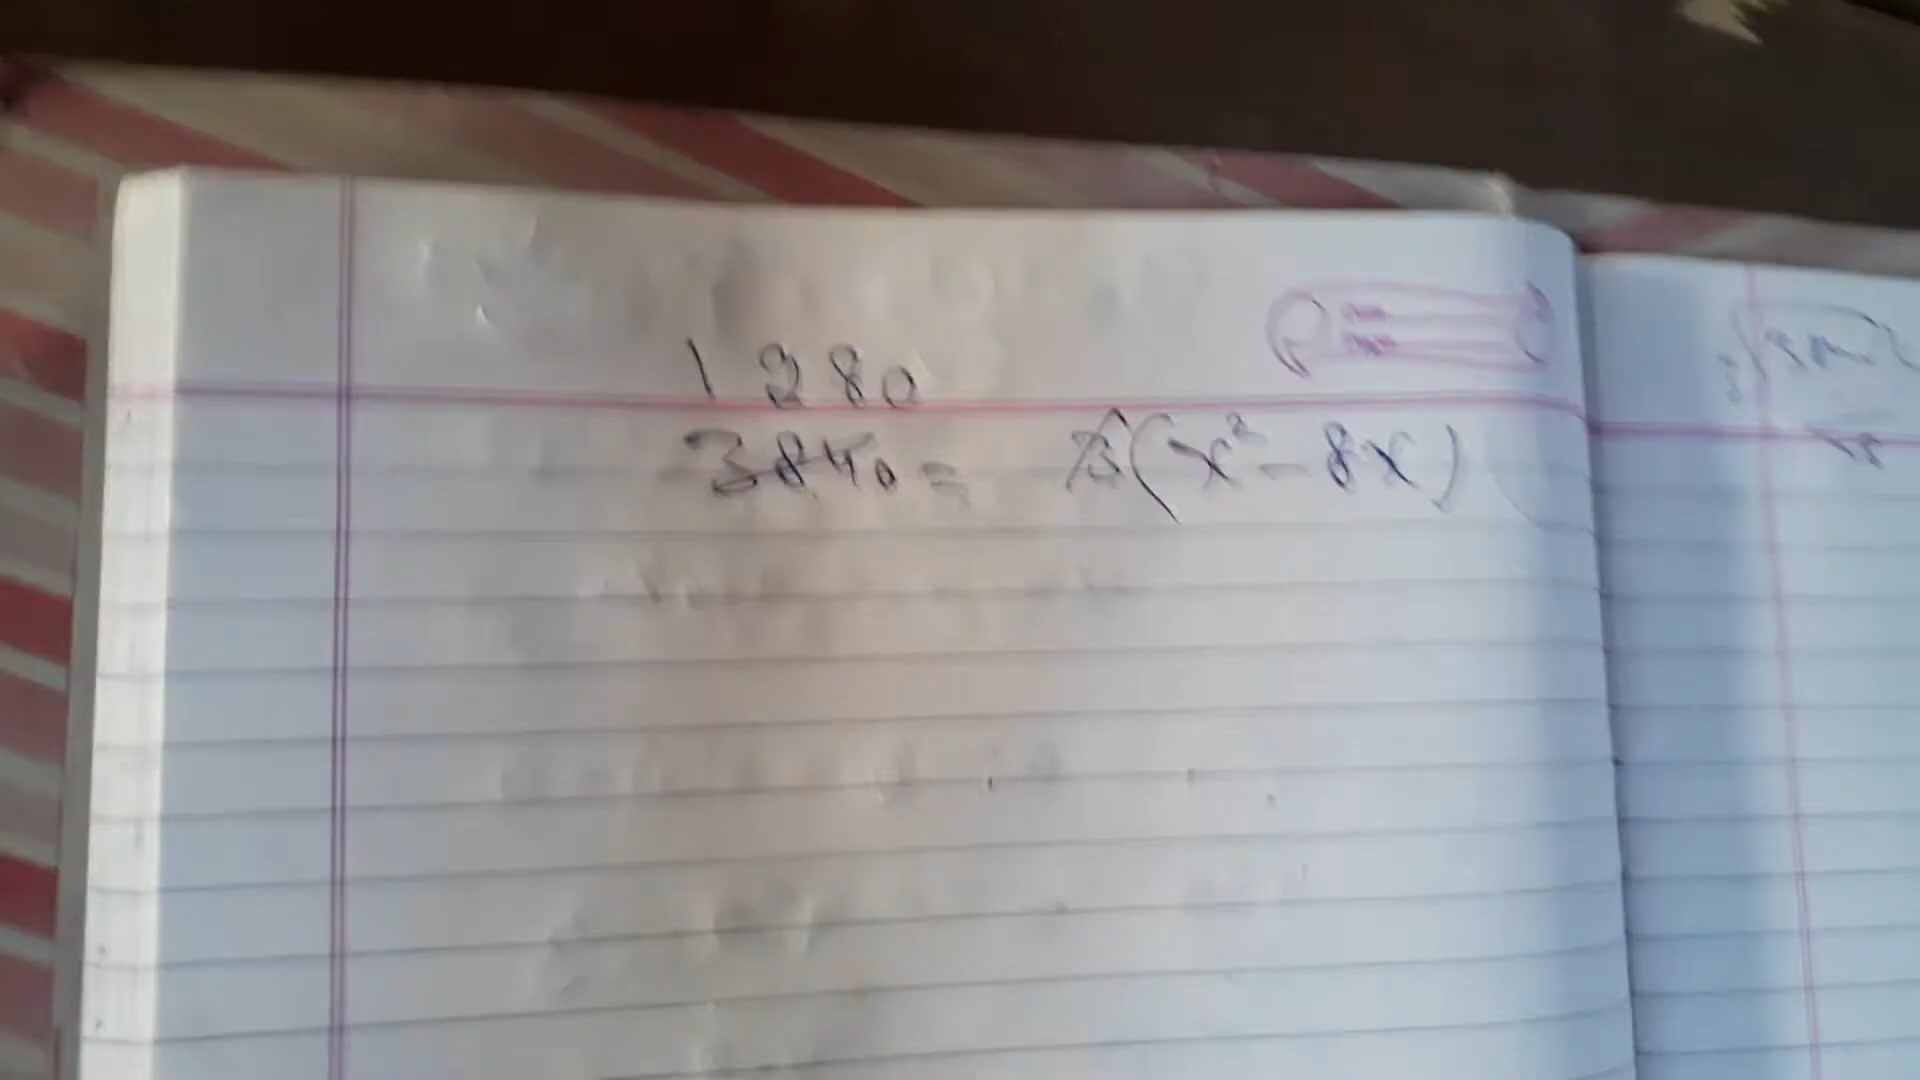 1280
3840 = 3(x² - 8x)